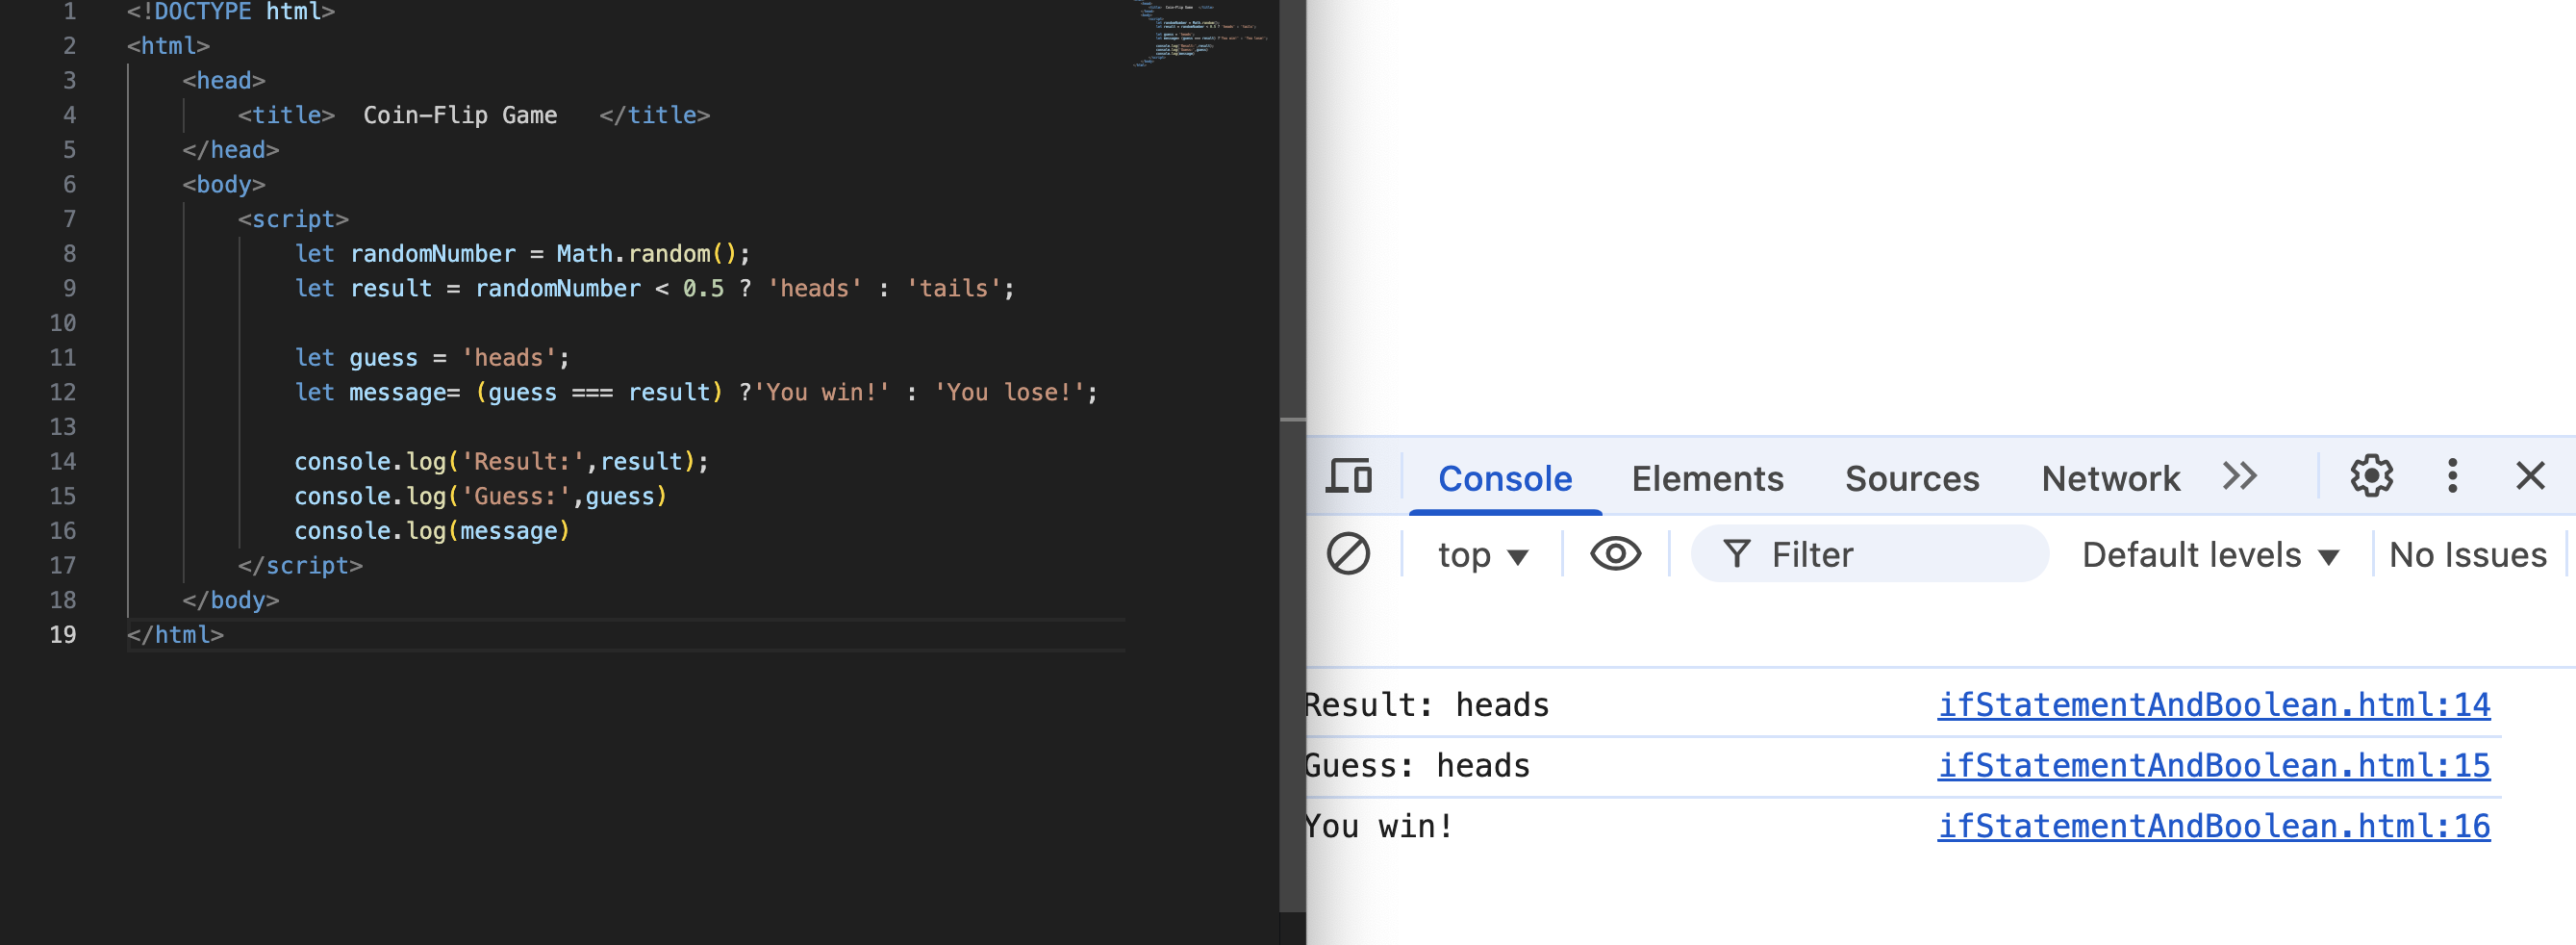 1 <!DOCTYPE html>
2 <html>
3     <head>
4         <title>  Coin-Flip Game   </title>
5     </head>
6     <body>
7         <script>
8             let randomNumber = Math.random();
9             let result = randomNumber < 0.5 ? 'heads' : 'tails';
10
11             let guess = 'heads';
12             let message= (guess === result) ?'You win!' : 'You lose!';
13
14             console.log('Result:',result);
15             console.log('Guess:',guess)
16             console.log(message)
17         </script>
18     </body>
19 </html>
Console Elements Sources Network
top Filter Default levels No Issues
Result: heads ifStatementAndBoolean.html:14
Guess: heads ifStatementAndBoolean.html:15
You win! ifStatementAndBoolean.html:16